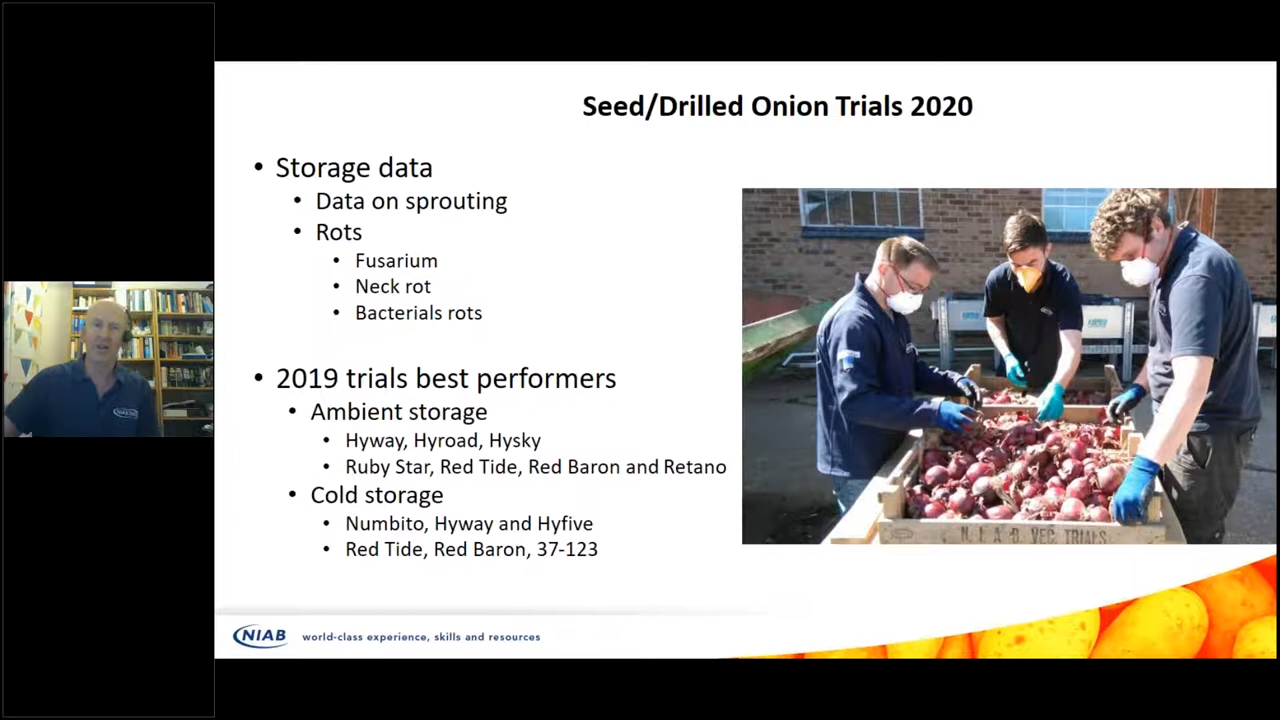 Seed/Drilled Onion Trials 2020
• Storage data
• Data on sprouting
• Rots
• Fusarium
• Neck rot
• Bacterials rots
• 2019 trials best performers
• Ambient storage
• Hyway, Hyroad, Hysky
• Ruby Star, Red Tide, Red Baron and Retano
• Cold storage
• Numbito, Hyway and Hyfive
• Red Tide, Red Baron, 37-123
N.I.A.B. VEG. TRIALS.
NIAB world-class experience, skills and resources